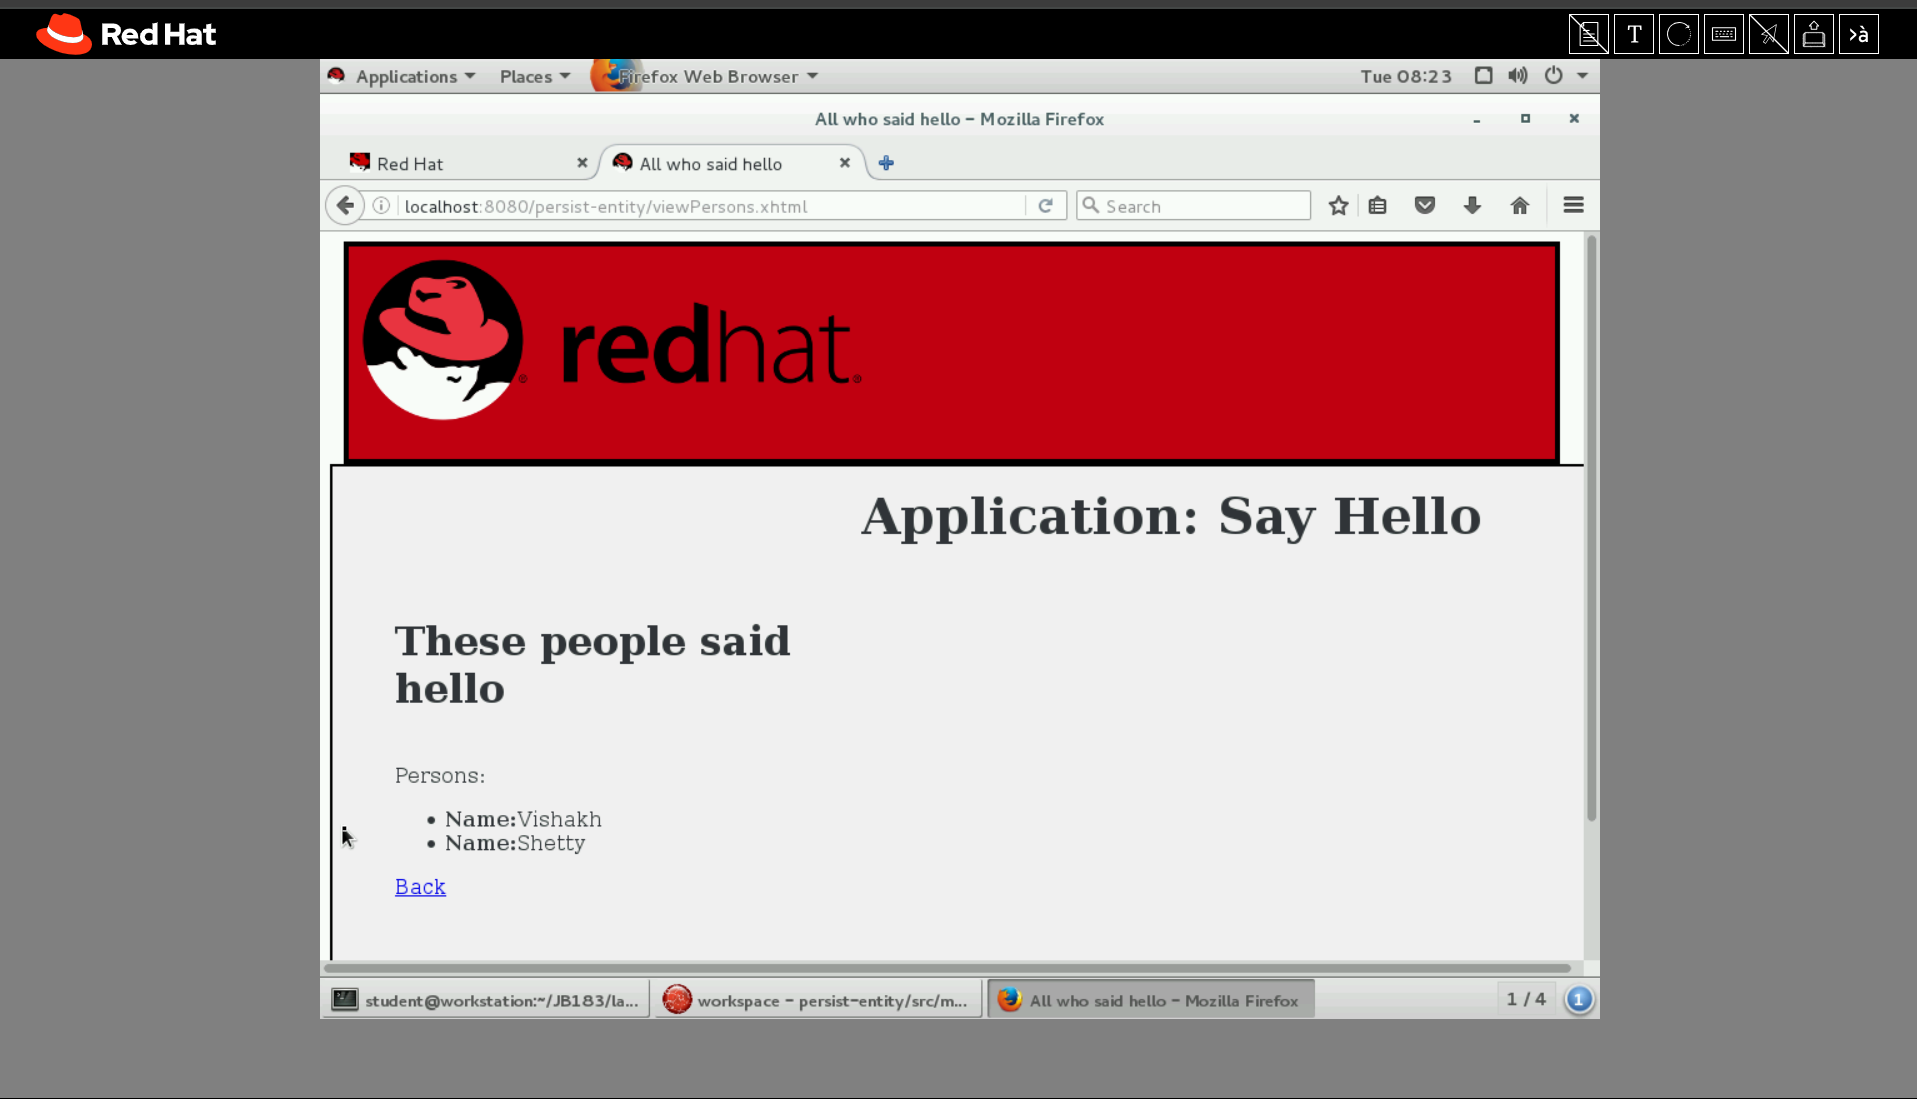 Red Hat
T
>à
Applications Places Firefox Web Browser Tue 08:23
All who said hello - Mozilla Firefox
Red Hat All who said hello
localhost:8080/persist-entity/viewPersons.xhtml Search
redhat
Application: Say Hello
These people said
hello
Persons:
• Name:Vishakh
• Name:Shetty
Back
student@workstation:~/JB183/la... workspace - persist-entity/src/m... All who said hello - Mozilla Firefox 1 / 4 1